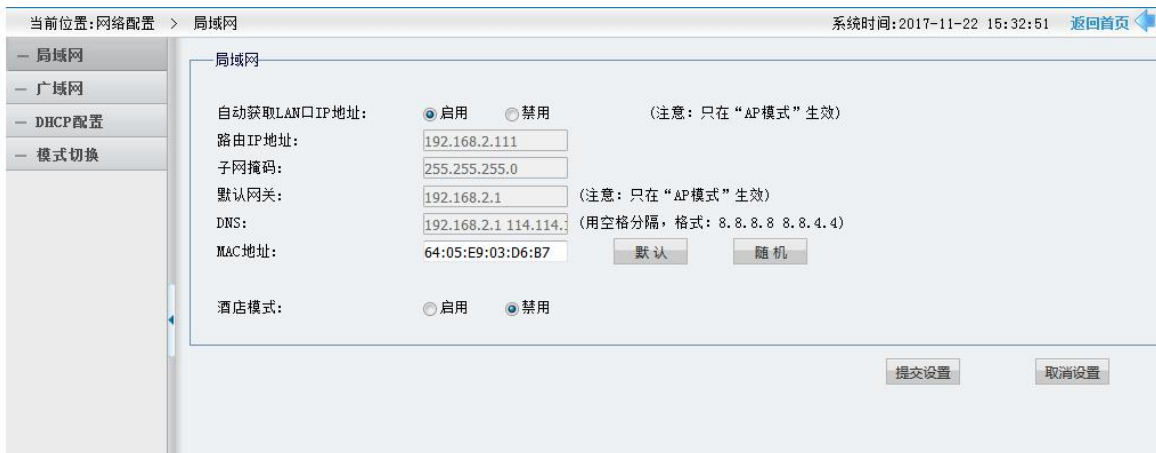 当前位置:网络配置 > 局域网
系统时间:2017-11-22 15:32:51 返回首页
— 局域网
— 广域网
— DHCP配置
— 模式切换
局域网
自动获取LAN口IP地址: 启用 禁用 (注意: 只在“AP模式”生效)
路由IP地址: 192.168.2.111
子网掩码: 255.255.255.0
默认网关: 192.168.2.1 (注意: 只在“AP模式”生效)
DNS: 192.168.2.1 114.114. (用空格分隔, 格式: 8.8.8.8 8.8.4.4)
MAC地址: 64:05:E9:03:D6:B7 默认 随机
酒店模式: 启用 禁用
提交设置 取消设置